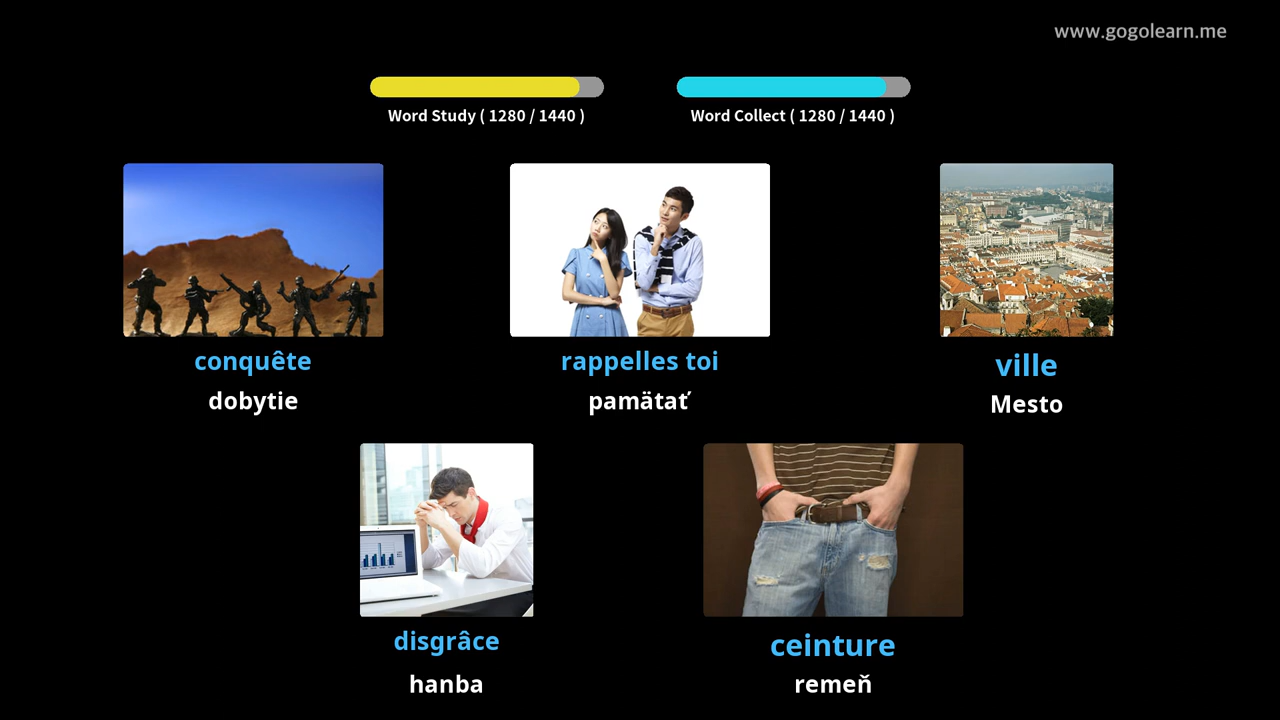 www.gogolearn.me
Word Study ( 1280 / 1440 )
Word Collect ( 1280 / 1440 )
conquête
dobytie
rappelles toi
pamätať
ville
Mesto
disgrâce
hanba
ceinture
remeň